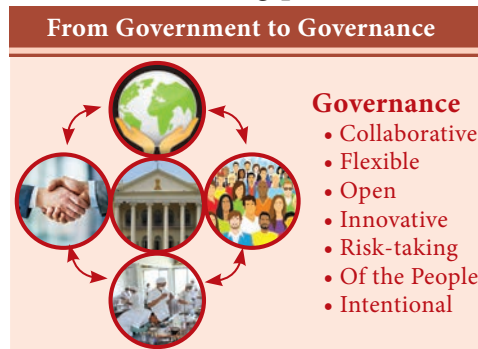 From Government to Governance
Governance
• Collaborative
• Flexible
• Open
• Innovative
• Risk-taking
• Of the People
• Intentional